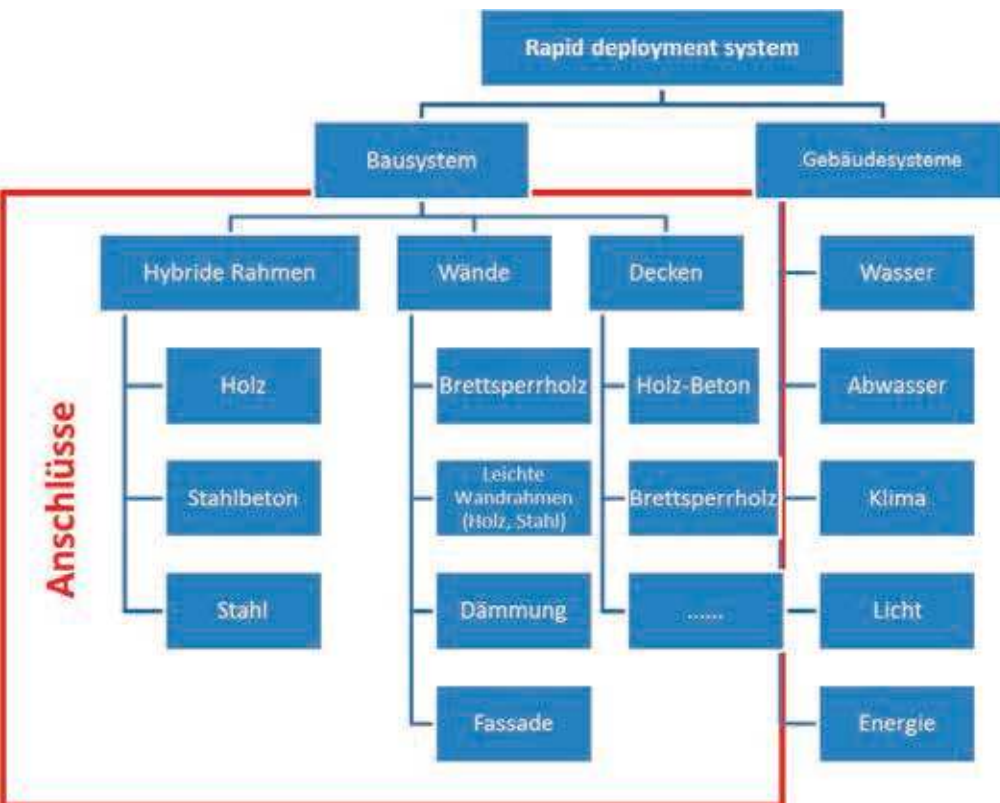 Rapid deployment system
Bausystem
Gebäudesysteme
Hybride Rahmen
Wände
Decken
Wasser
Holz
Brettsperrholz
Holz-Beton
Abwasser
Stahlbeton
Leichte
Wandrahmen
(Holz, Stahl)
Brettsperrholz
Klima
Stahl
Dämmung
......
Licht
Fassade
Energie
Anschlüsse